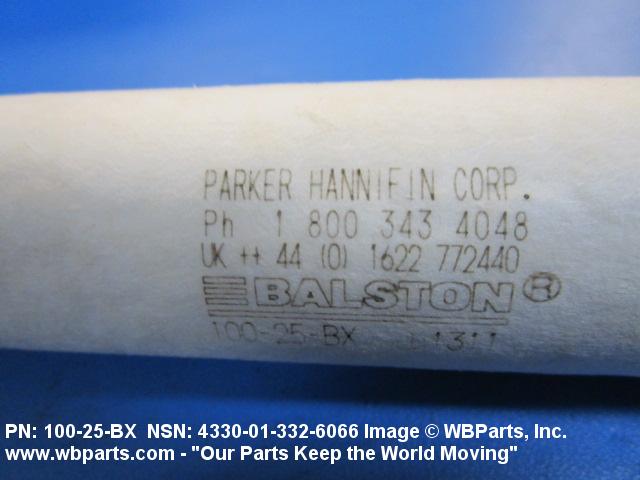 PARKER HANNIFIN CORP.
Ph 1 800 343 4048
UK ++ 44 (0) 1622 772440
BALSTON ®
100-25-BX
PN: 100-25-BX NSN: 4330-01-332-6066 Image © WBParts, Inc.
www.wbparts.com - "Our Parts Keep the World Moving"